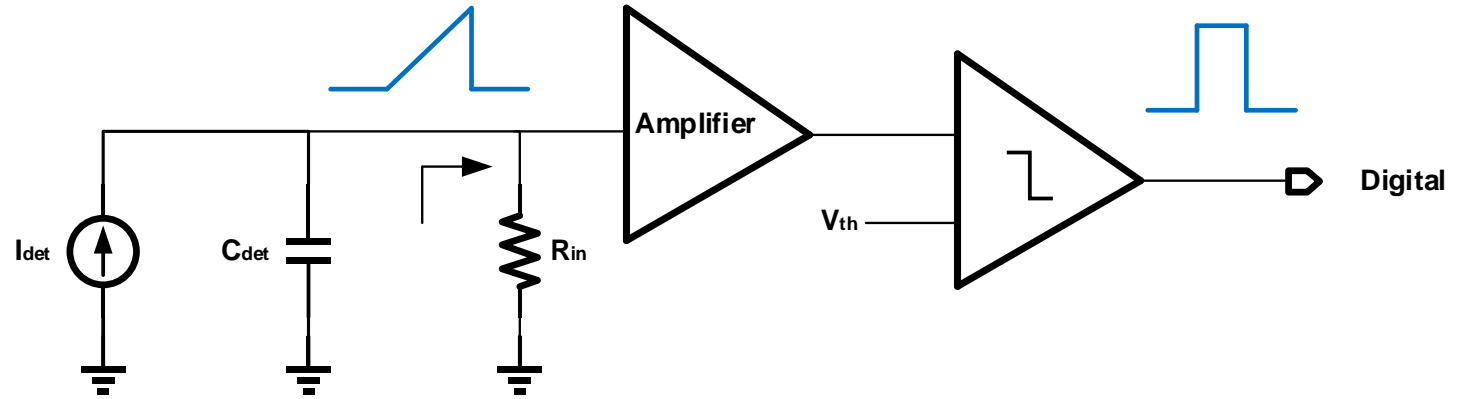 Amplifier
Vth
Digital
Idet
Cdet
Rin